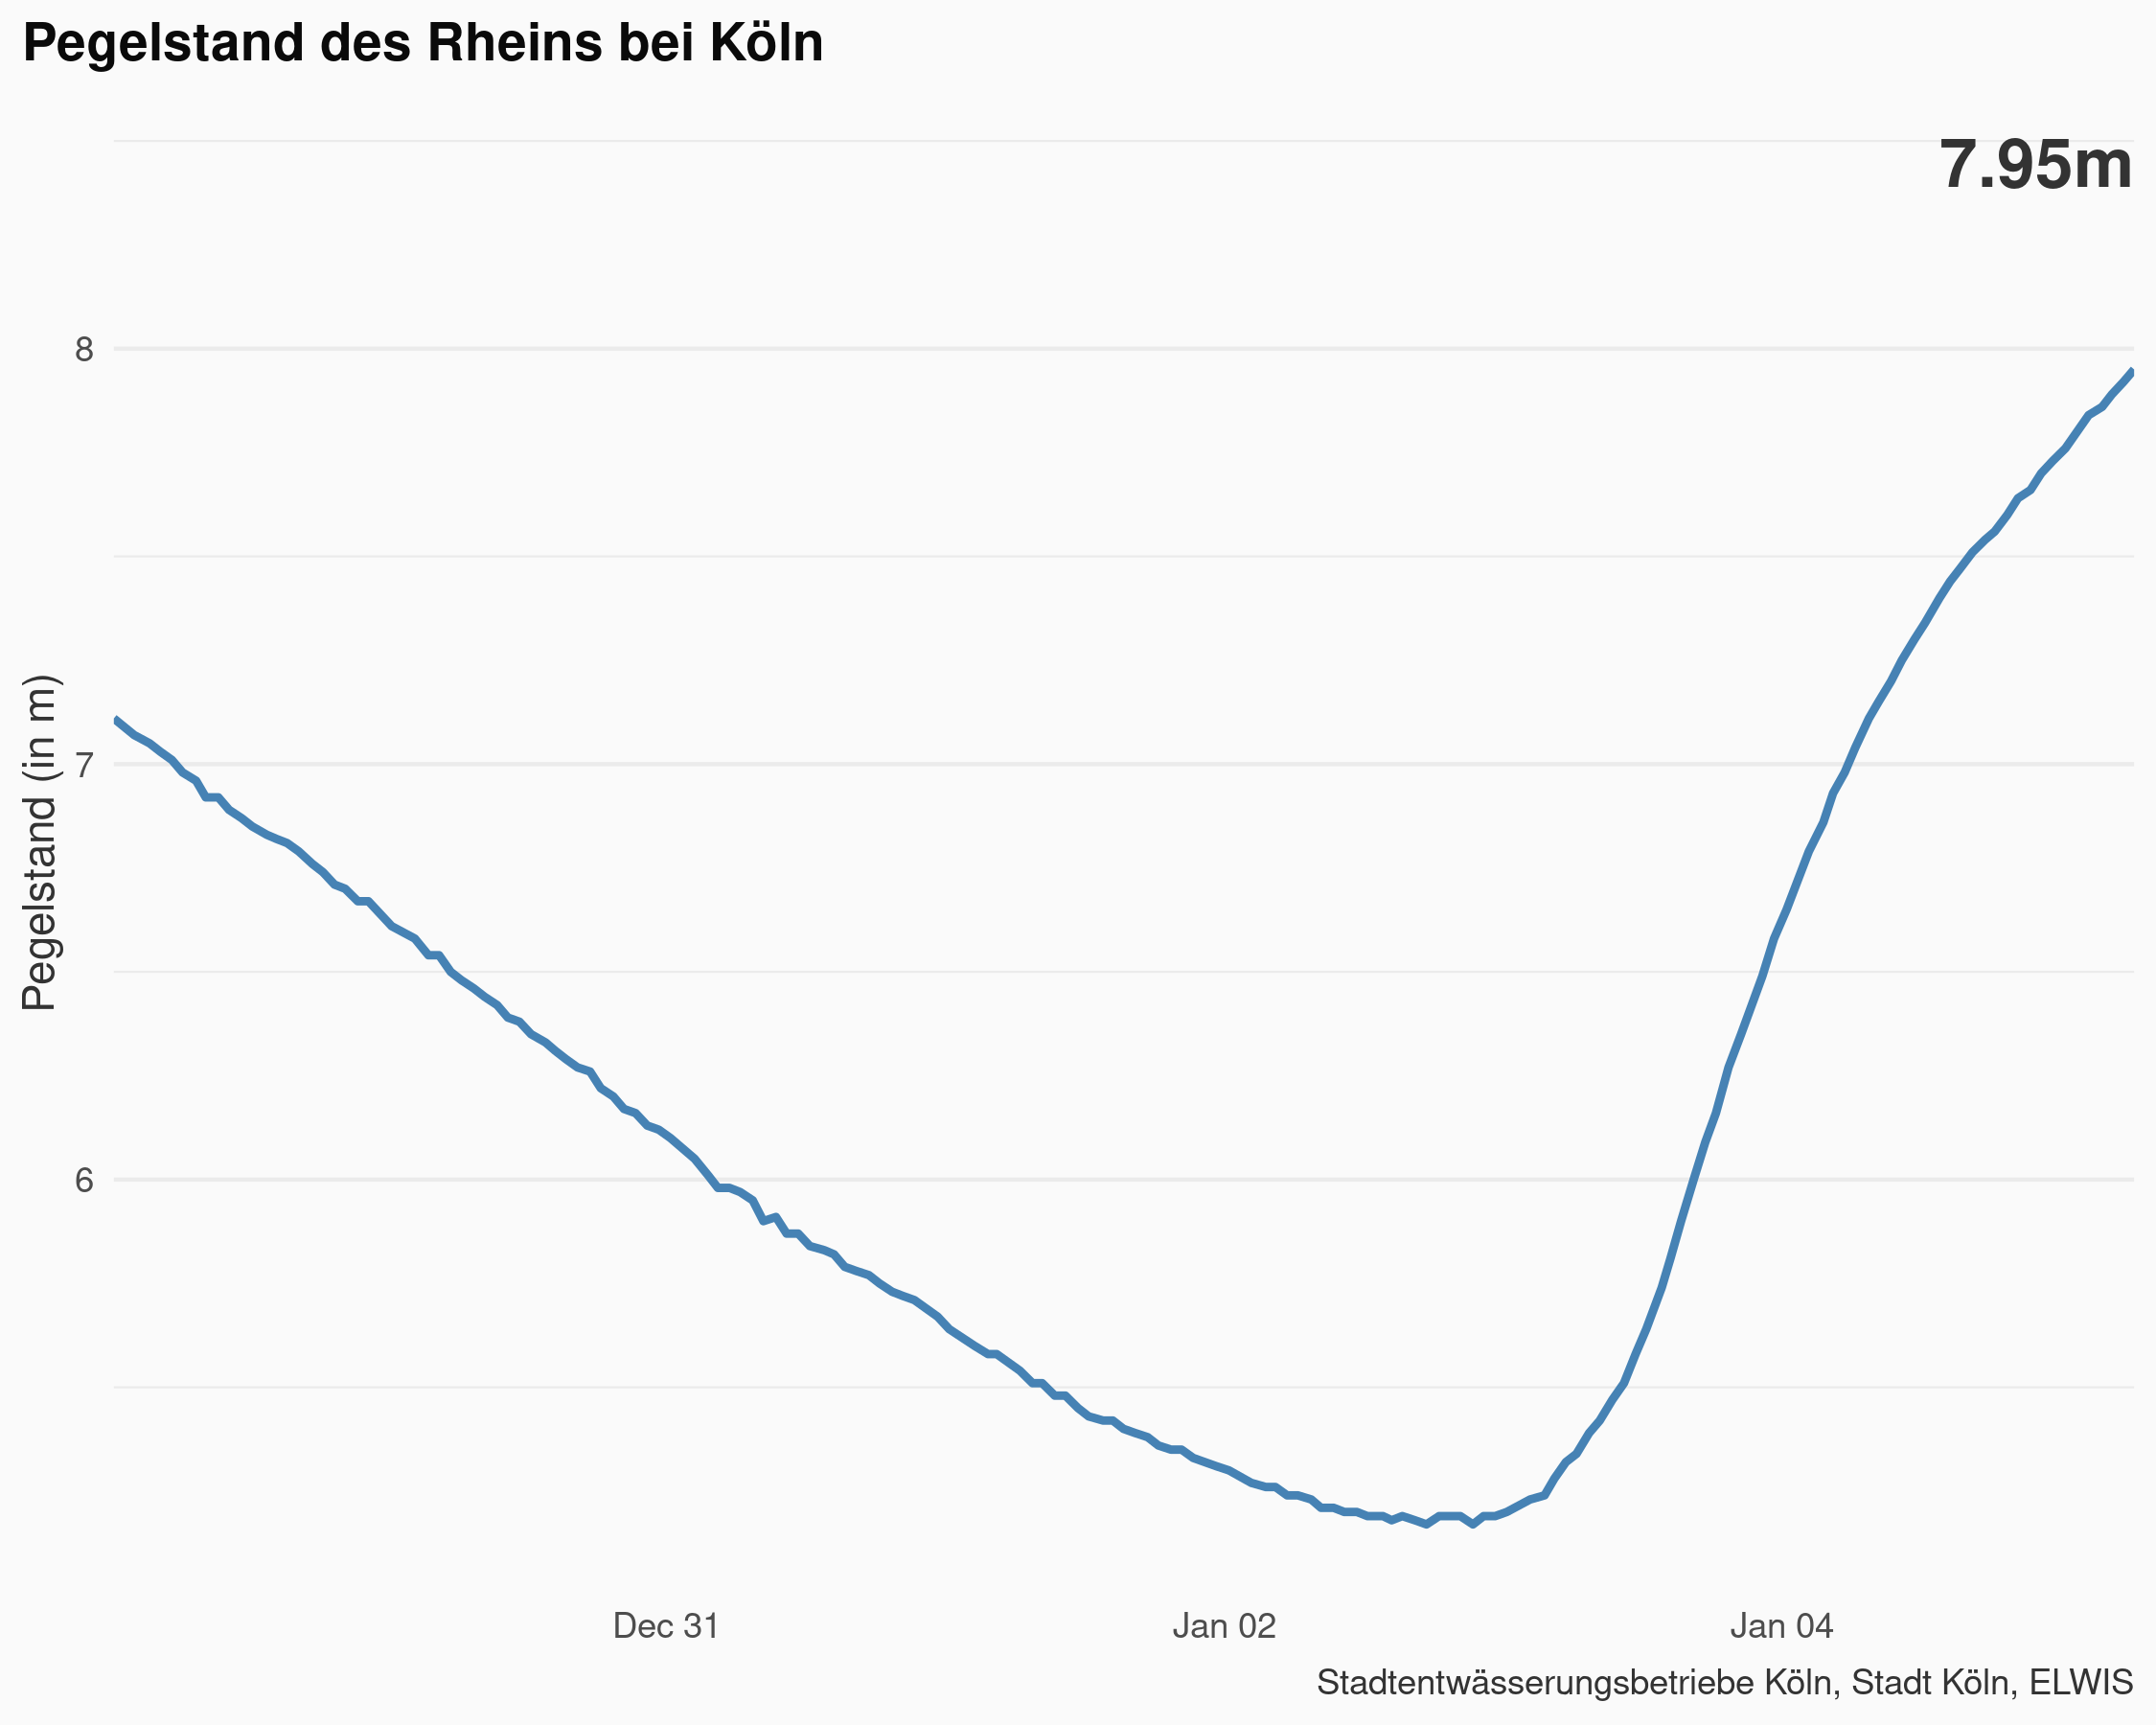 Pegelstand des Rheins bei Köln
7.95m
Pegelstand (in m)
8
7
6
Dec 31
Jan 02
Jan 04
Stadtentwässerungsbetriebe Köln, Stadt Köln, ELWIS